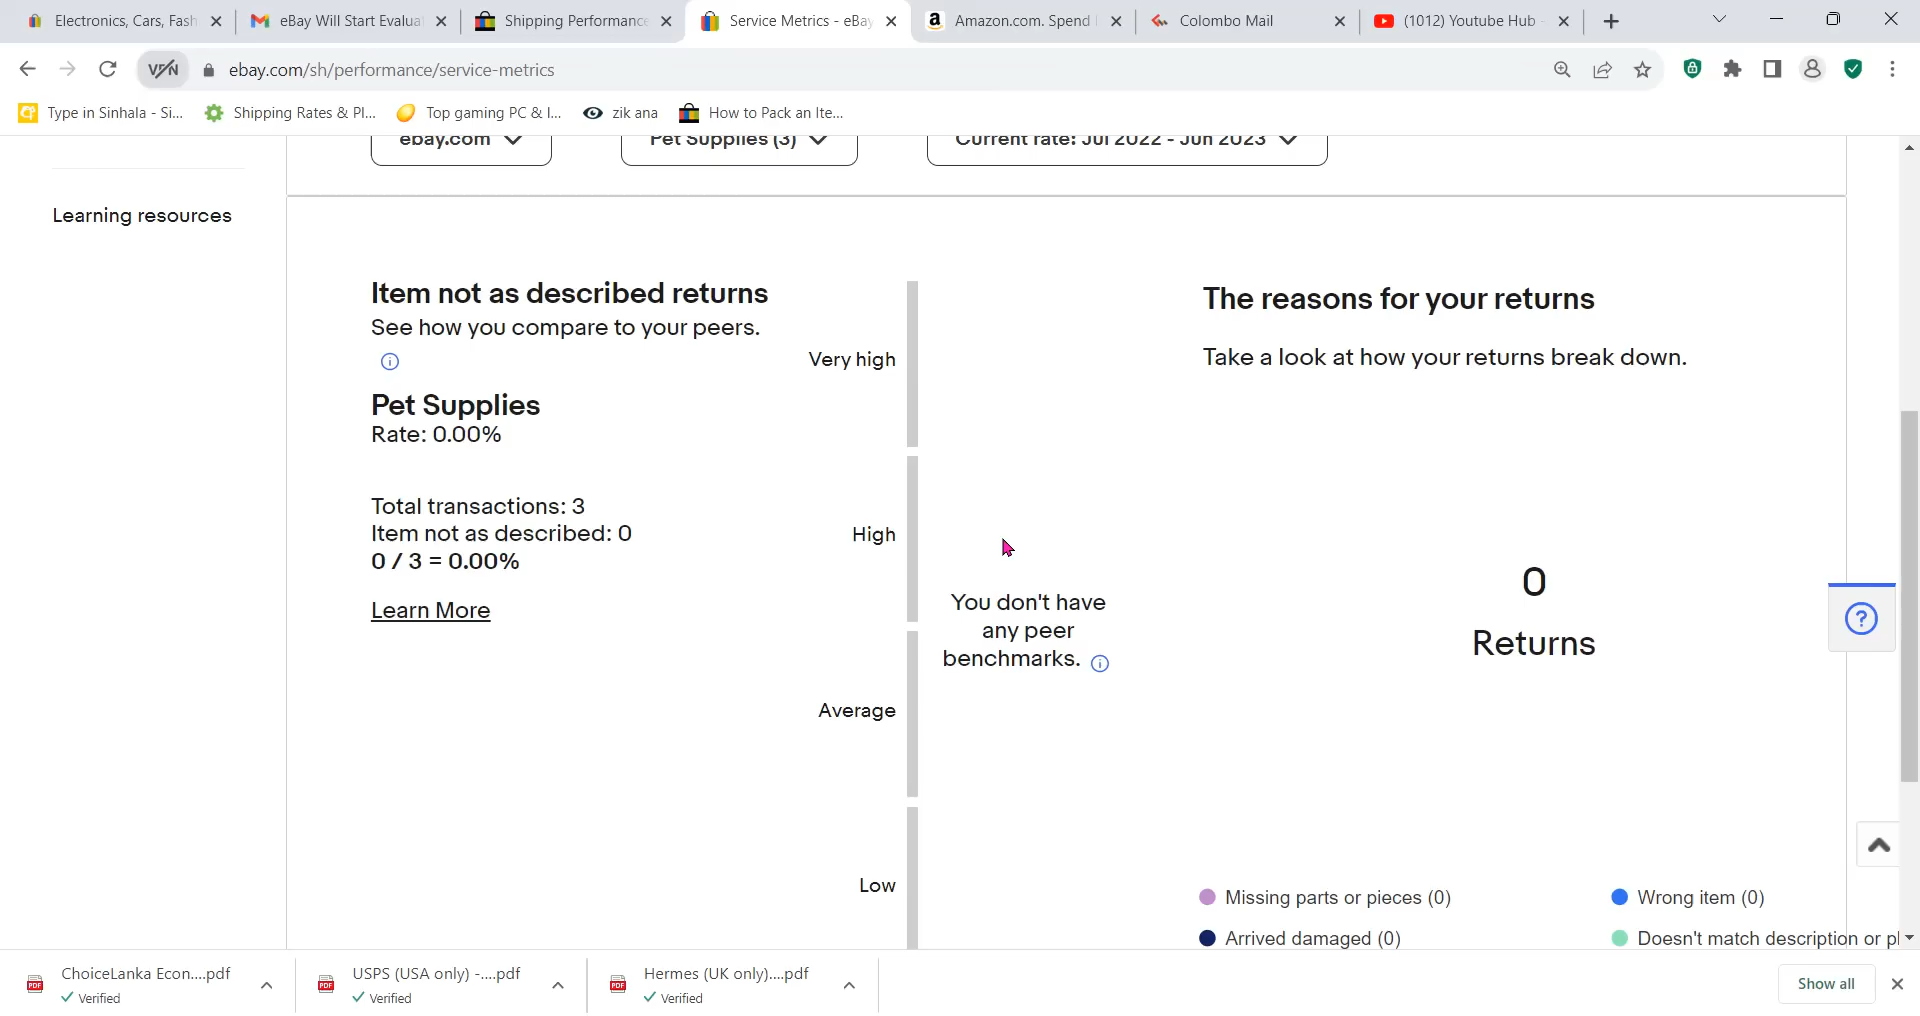 Electronics, Cars, Fash
eBay Will Start Evalua
Shipping Performance
Service Metrics - eBay
Amazon.com. Spend
Colombo Mail
(1012) Youtube Hub -
VPN
ebay.com/sh/performance/service-metrics
Type in Sinhala - Si...
Shipping Rates & Pl...
Top gaming PC & l...
zik ana
How to Pack an Ite...
ebay.com
Pet Supplies (3)
Current rate: Jul 2022 - Jun 2023
Learning resources
Item not as described returns
See how you compare to your peers.
Pet Supplies
Rate: 0.00%
Total transactions: 3
Item not as described: 0
0 / 3 = 0.00%
Learn More
Very high
High
Average
Low
You don't have
any peer
benchmarks.
The reasons for your returns
Take a look at how your returns break down.
0
Returns
Missing parts or pieces (0)
Wrong item (0)
Arrived damaged (0)
Doesn't match description or pl
ChoiceLanka Econ....pdf
Verified
USPS (USA only) -....pdf
Verified
Hermes (UK only)....pdf
Verified
Show all